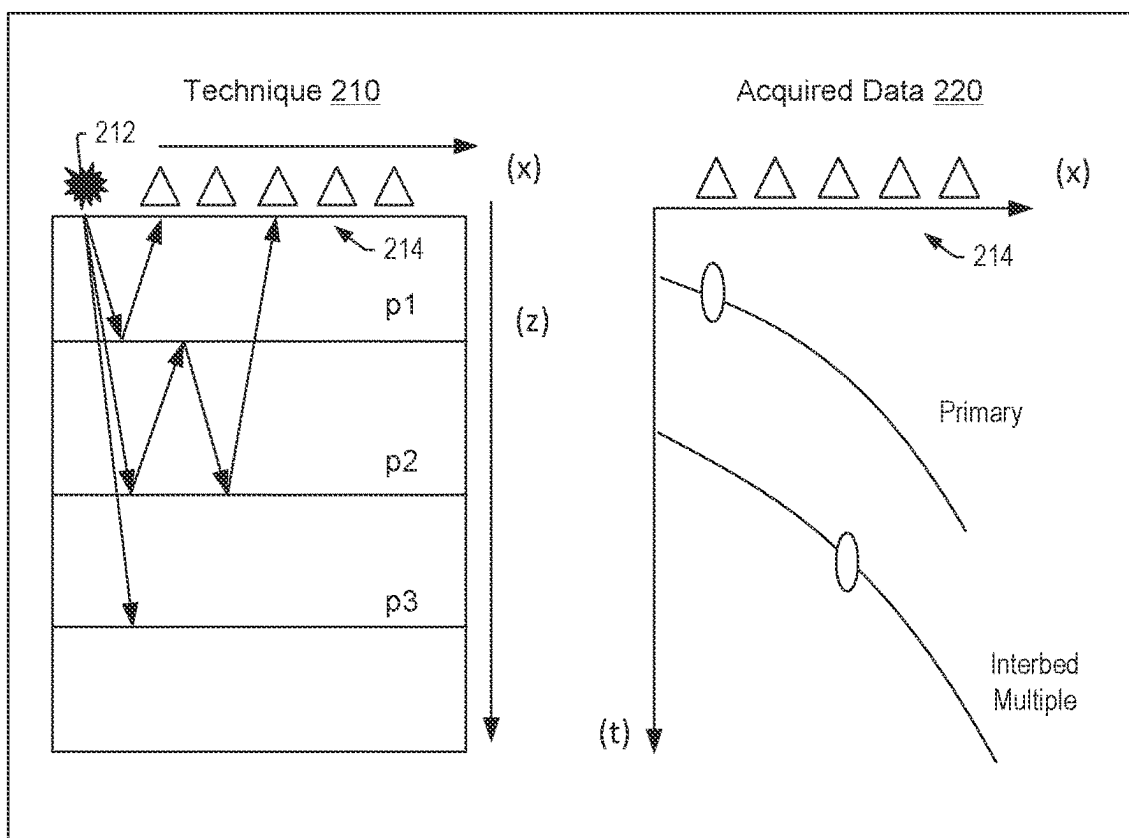 Technique 210
212
(x)
214
p1
(z)
p2
p3
Acquired Data 220
(x)
214
Primary
Interbed
Multiple
(t)